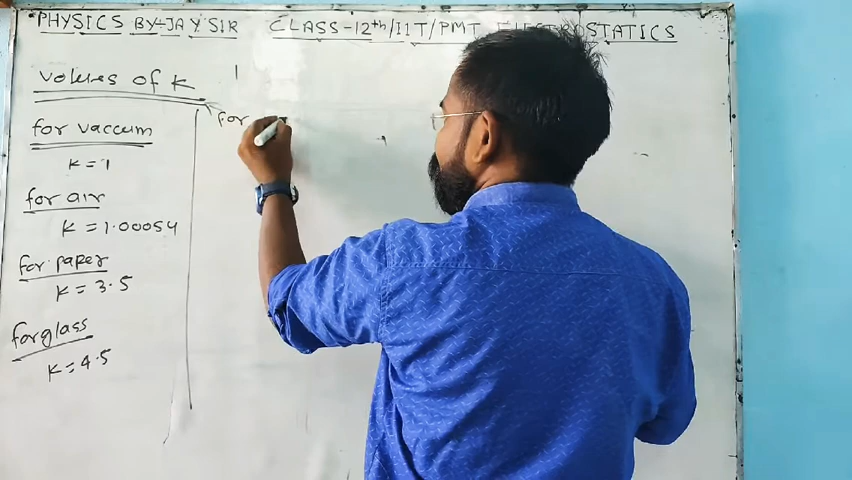 PHYSICS BY-JAY SIR CLASS-12th/IIT/PMT ELECTROSTATICS
values of K
for vaccum
K=1
for air
K=1.00054
for paper
K=3.5
for glass
K=4.5
for